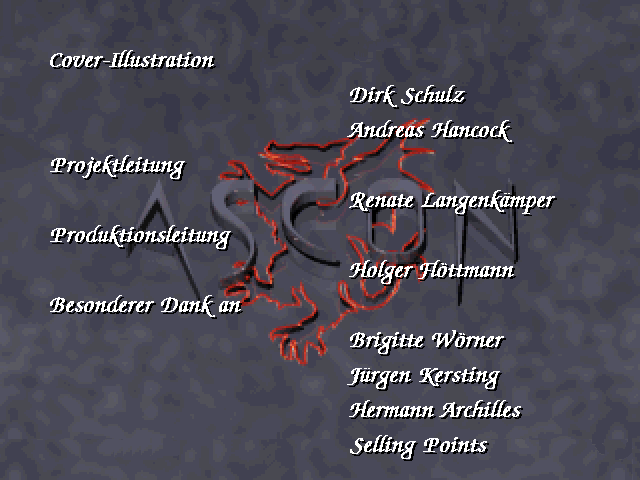 Cover-Illustration
Dirk Schulz
Andreas Hancock
Projektleitung
Renate Langenkämper
ASCON
Produktionsleitung
Holger Flöttmann
Besonderer Dank an
Brigitte Wörner
Jürgen Kersting
Hermann Archilles
Selling Points